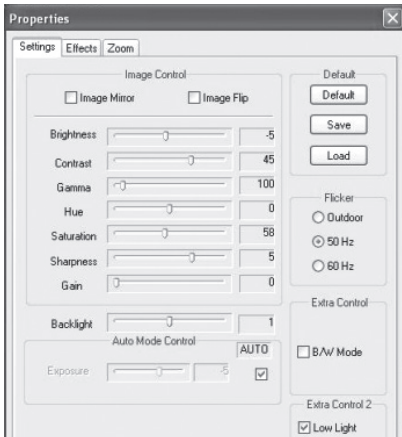 Properties
Settings Effects Zoom
Image Control
Image Mirror
Image Flip
Brightness -5
Contrast 45
Gamma 100
Hue 0
Saturation 58
Sharpness 5
Gain 0
Backlight 1
Auto Mode Control
AUTO
Exposure -5
Default
Default
Save
Load
Flicker
Outdoor
50 Hz
60 Hz
Extra Control
B/W Mode
Extra Control 2
Low Light